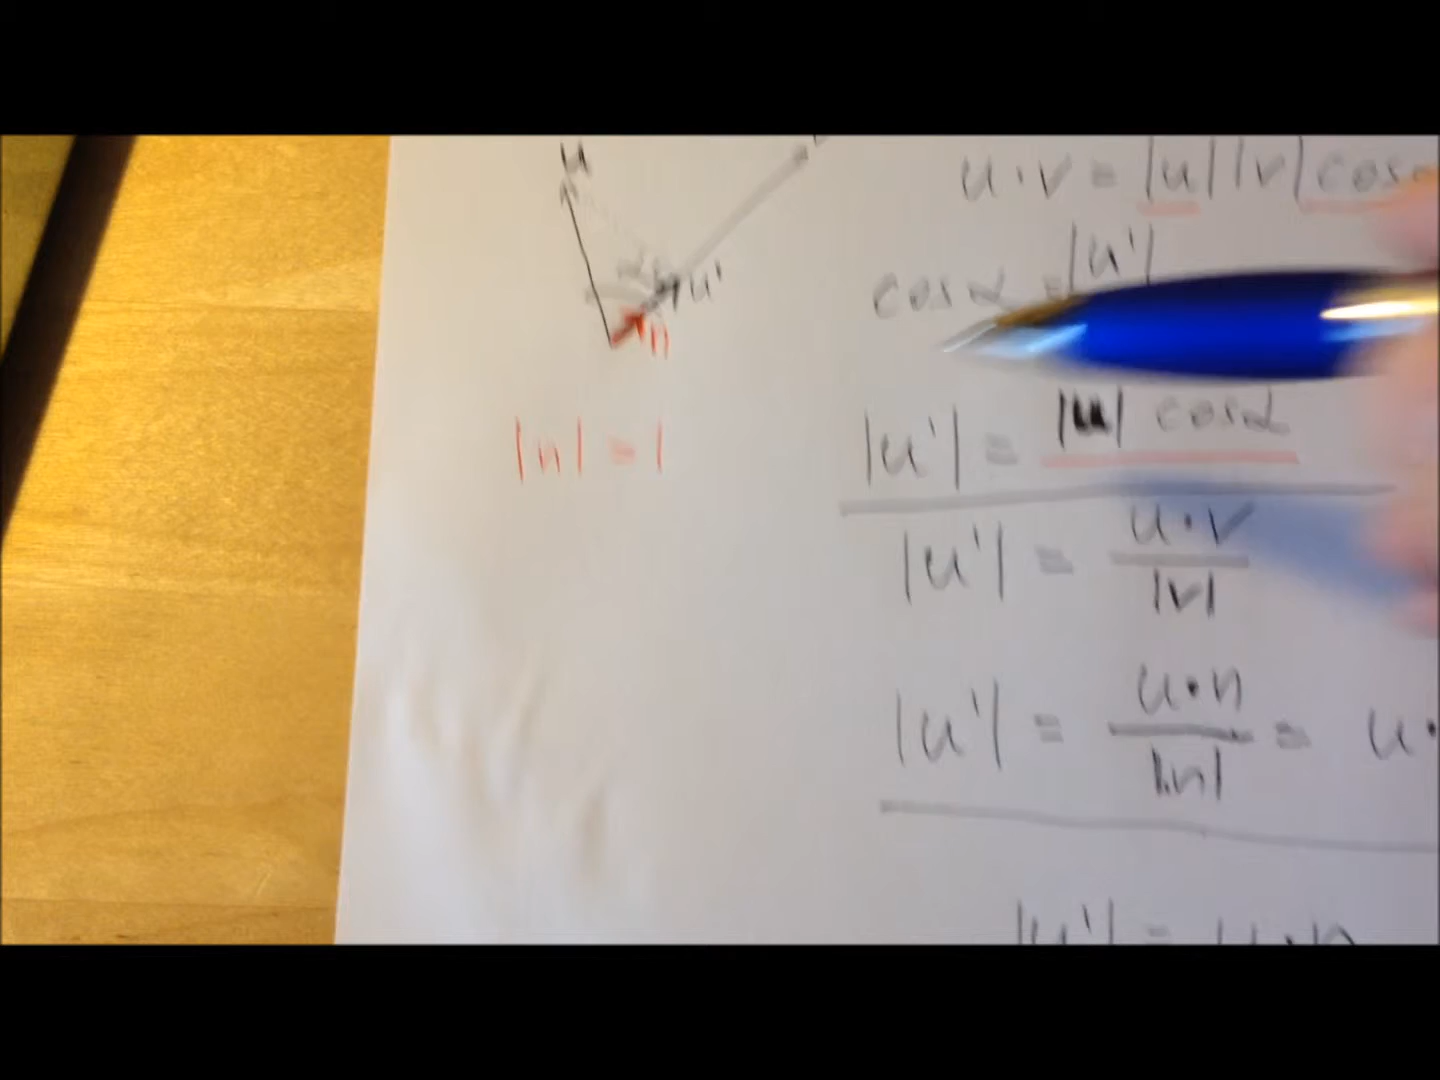 u
u · v = |u| |v| cos
cos α = |u'|
α
u'
n
|n| = 1
|u'| = |u| cos α
|u'| = u · v / |v|
|u'| = u · n / |n| = u ·
|u'| = u · n